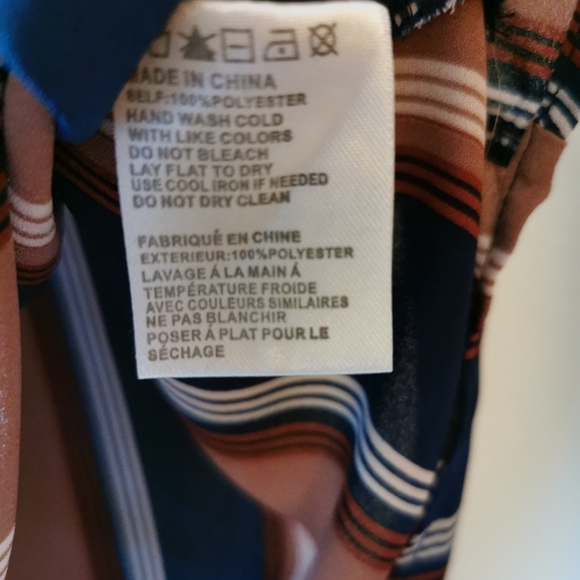 MADE IN CHINA
SELF:100%POLYESTER
HAND WASH COLD
WITH LIKE COLORS
DO NOT BLEACH
LAY FLAT TO DRY
USE COOL IRON IF NEEDED
DO NOT DRY CLEAN
FABRIQUÉ EN CHINE
EXTERIEUR:100%POLYESTER
LAVAGE Á LA MAIN Á
TEMPÉRATURE FROIDE
AVEC COULEURS SIMILAIRES
NE PAS BLANCHIR
POSER Á PLAT POUR LE
SÉCHAGE